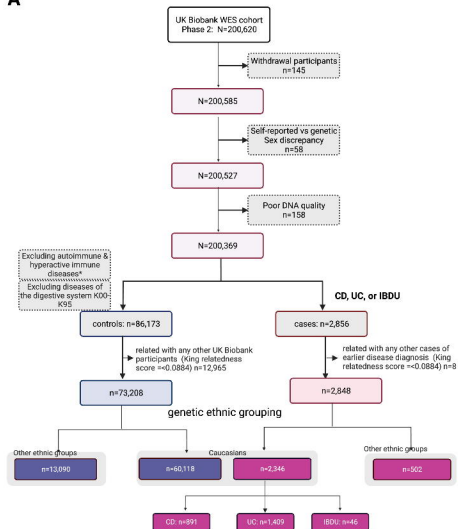 A
UK Biobank WES cohort
Phase 2: N=200,620
Withdrawal participants
n=145
N=200,585
Self-reported vs genetic
Sex discrepancy
n=58
N=200,527
Poor DNA quality
n=158
N=200,369
Excluding autoimmune &
hyperactive immune
diseases*
Excluding diseases of
the digestive system K00-
K95
CD, UC, or IBDU
controls: n=86,173
cases: n=2,856
related with any other UK Biobank
participants (King relatedness
score =<0.0884) n=12,965
related with any other cases of
earlier disease diagnosis (King
relatedness score =<0.0884) n=8
n=73,208
n=2,848
genetic ethnic grouping
Other ethnic groups
Caucasians
Other ethnic groups
n=13,090
n=60,118
n=2,346
n=502
CD: n=891
UC: n=1,409
IBDU: n=46